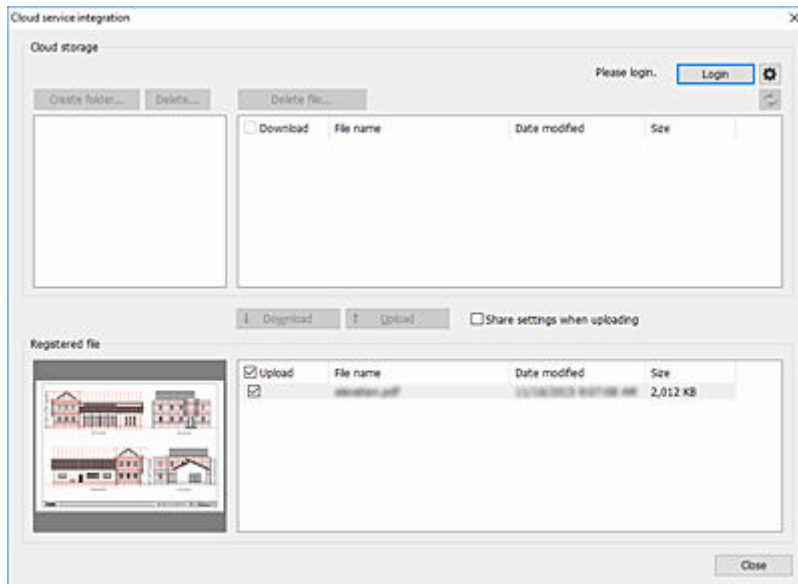 Cloud service integration
Cloud storage
Please login.
Login
Create folder...
Delete...
Delete file...
Download
File name
Date modified
Size
Download
Upload
Share settings when uploading
Registered file
Upload
File name
Date modified
Size
2,012 KB
Close